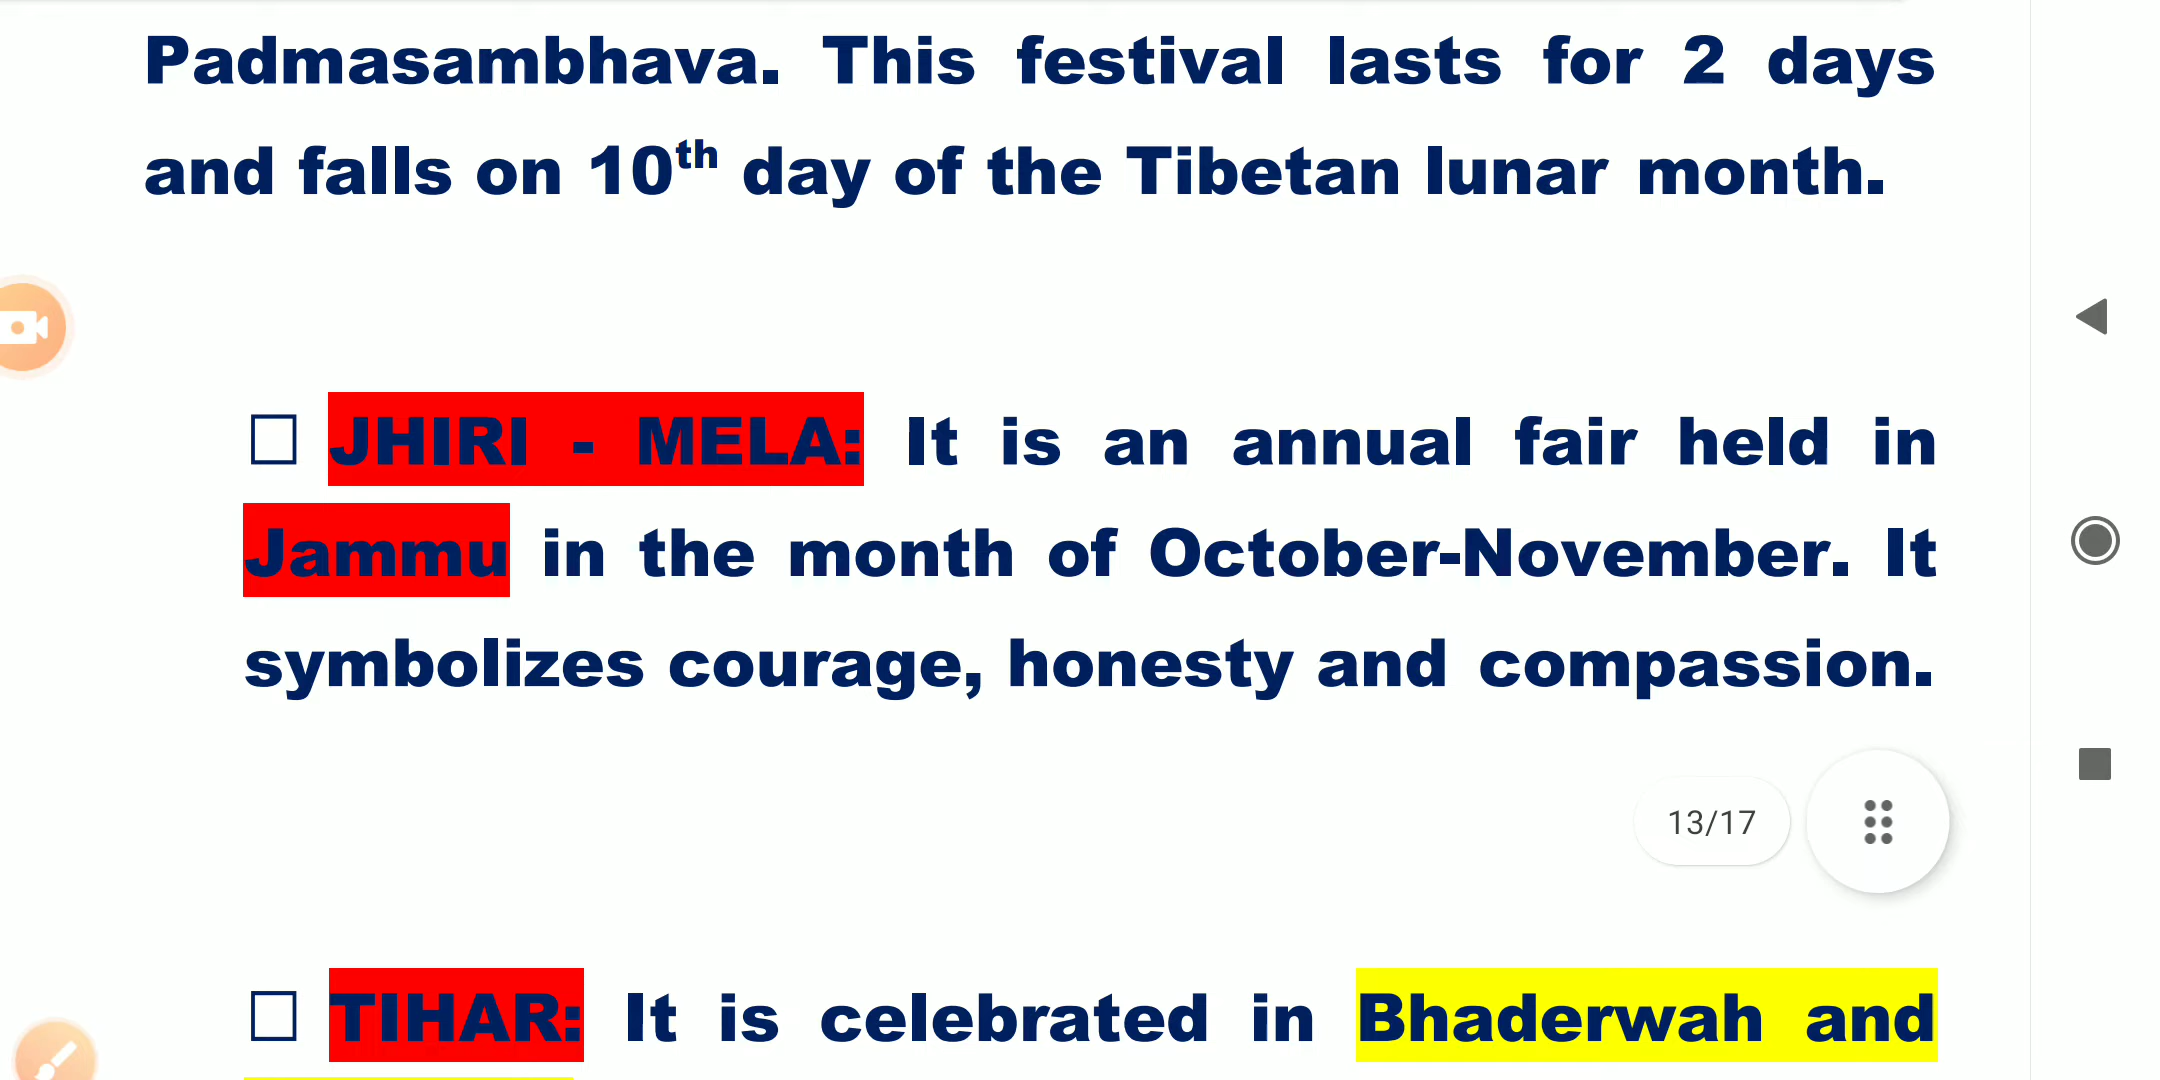 Padmasambhava. This festival lasts for 2 days
and falls on 10th day of the Tibetan lunar month.
JHIRI - MELA: It is an annual fair held in
Jammu in the month of October-November. It
symbolizes courage, honesty and compassion.
13/17
TIHAR: It is celebrated in Bhaderwah and